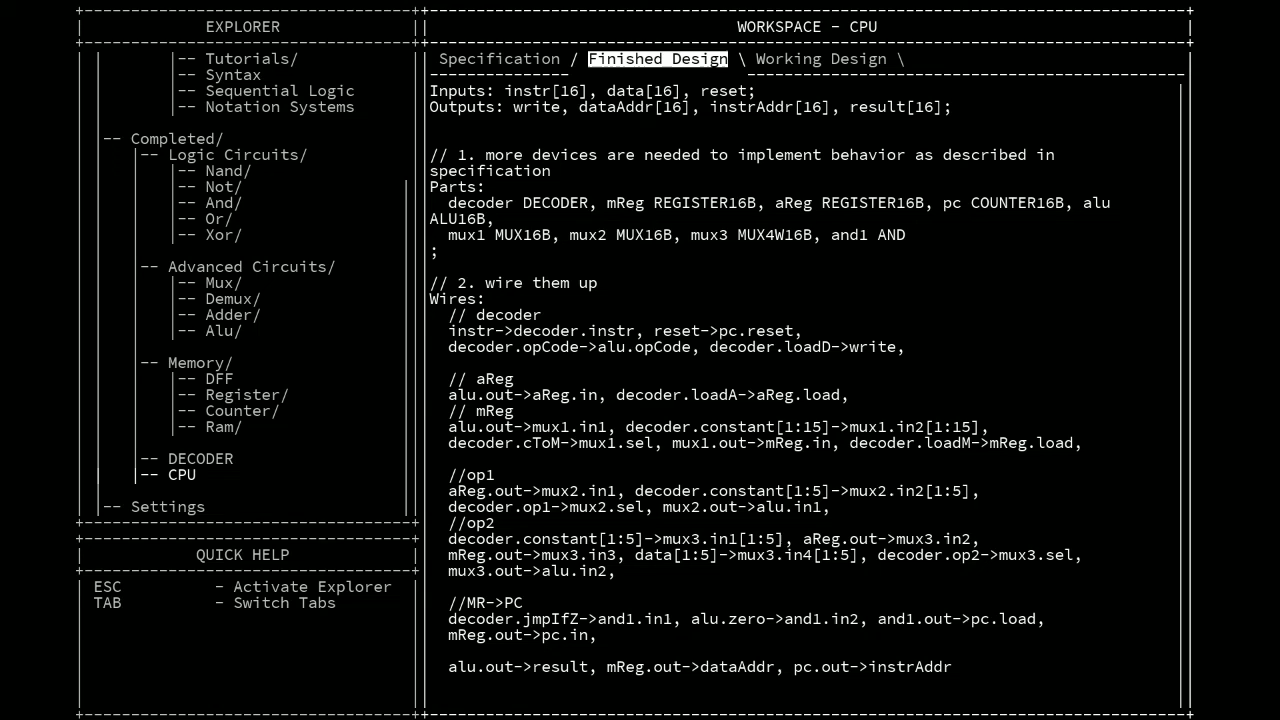 EXPLORER
|-- Tutorials/
|-- Syntax
|-- Sequential Logic
|-- Notation Systems
|-- Completed/
|-- Logic Circuits/
|-- Nand/
|-- Not/
|-- And/
|-- Or/
|-- Xor/
|-- Advanced Circuits/
|-- Mux/
|-- Demux/
|-- Adder/
|-- Alu/
|-- Memory/
|-- DFF
|-- Register/
|-- Counter/
|-- Ram/
|-- DECODER
|-- CPU
|-- Settings
QUICK HELP
ESC - Activate Explorer
TAB - Switch Tabs
WORKSPACE - CPU
Specification / Finished Design \ Working Design \
Inputs: instr[16], data[16], reset;
Outputs: write, dataAddr[16], instrAddr[16], result[16];
// 1. more devices are needed to implement behavior as described in
specification
Parts:
decoder DECODER, mReg REGISTER16B, aReg REGISTER16B, pc COUNTER16B, alu
ALU16B,
mux1 MUX16B, mux2 MUX16B, mux3 MUX4W16B, and1 AND
;
// 2. wire them up
Wires:
// decoder
instr->decoder.instr, reset->pc.reset,
decoder.opCode->alu.opCode, decoder.loadD->write,
// aReg
alu.out->aReg.in, decoder.loadA->aReg.load,
// mReg
alu.out->mux1.in1, decoder.constant[1:15]->mux1.in2[1:15],
decoder.cToM->mux1.sel, mux1.out->mReg.in, decoder.loadM->mReg.load,
//op1
aReg.out->mux2.in1, decoder.constant[1:5]->mux2.in2[1:5],
decoder.op1->mux2.sel, mux2.out->alu.in1,
//op2
decoder.constant[1:5]->mux3.in1[1:5], aReg.out->mux3.in2,
mReg.out->mux3.in3, data[1:5]->mux3.in4[1:5], decoder.op2->mux3.sel,
mux3.out->alu.in2,
//MR->PC
decoder.jmpIfZ->and1.in1, alu.zero->and1.in2, and1.out->pc.load,
mReg.out->pc.in,
alu.out->result, mReg.out->dataAddr, pc.out->instrAddr